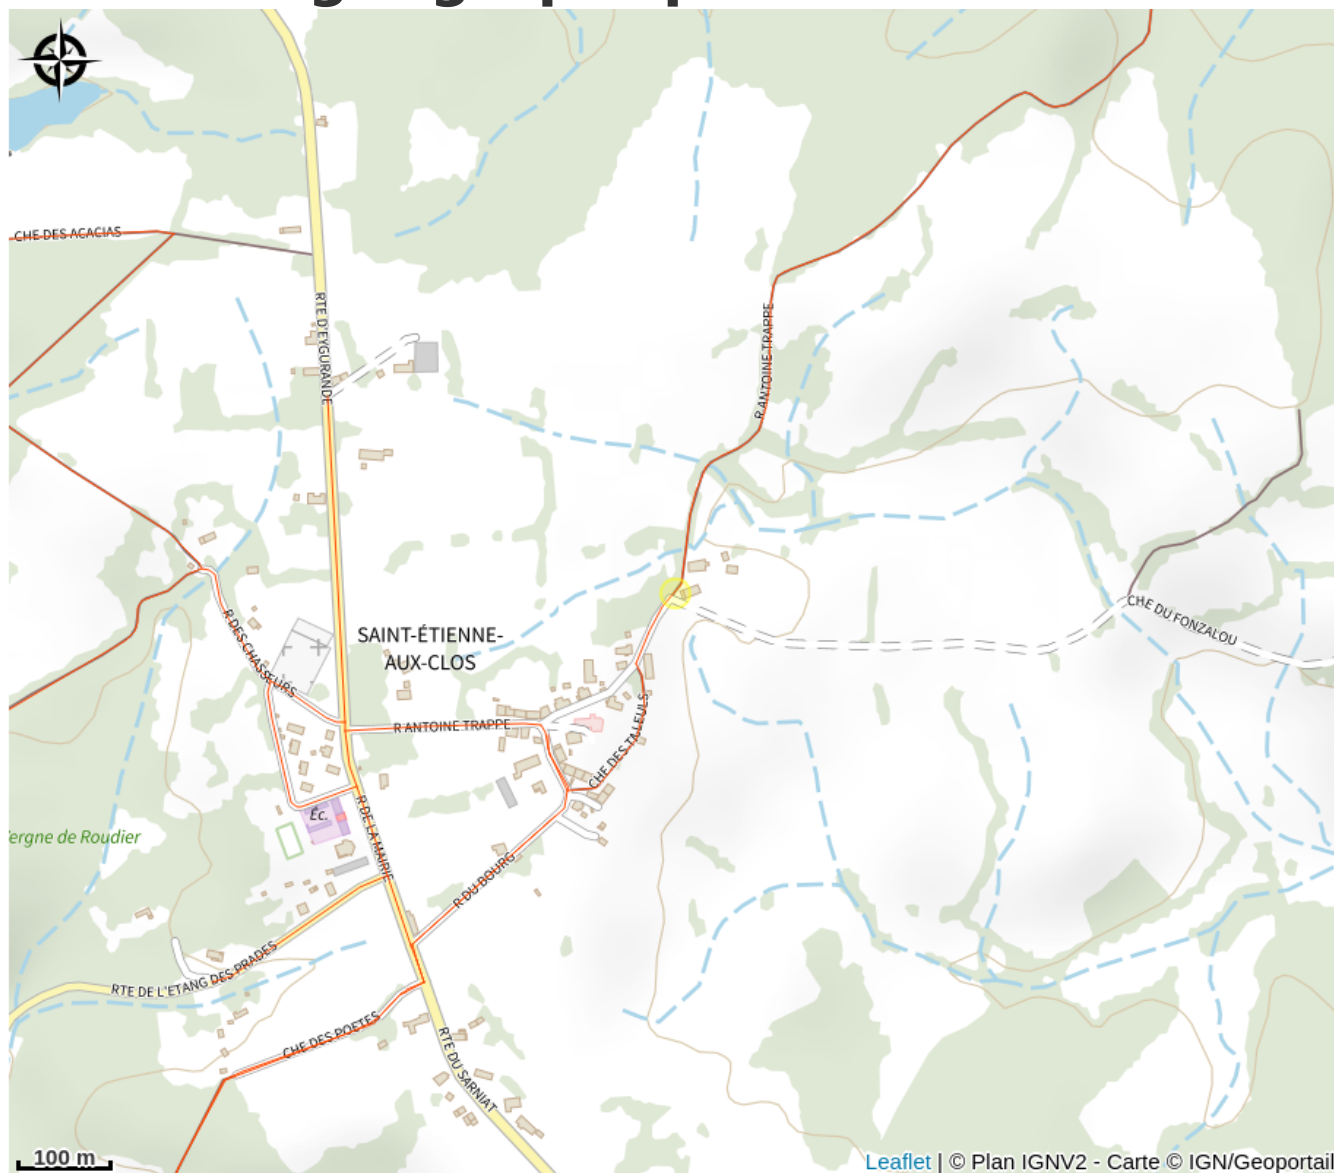 CHE DES ACACIAS
RTE D'EYGURANDE
R ANTOINE TRAPPE
R DES CHASSEURS
SAINT-ÉTIENNE-
AUX-CLOS
CHE DU FONZALOU
R ANTOINE TRAPPE
CHE DES TILLEULS
Éc.
R DE LA MAIRIE
ergne de Roudier
R DU BOURG
RTE DE L'ETANG DES PRADES
CHE DES POETES
RTE DU SARNIAT
100 m
Leaflet | © Plan IGNV2 - Carte © IGN/Geoportail